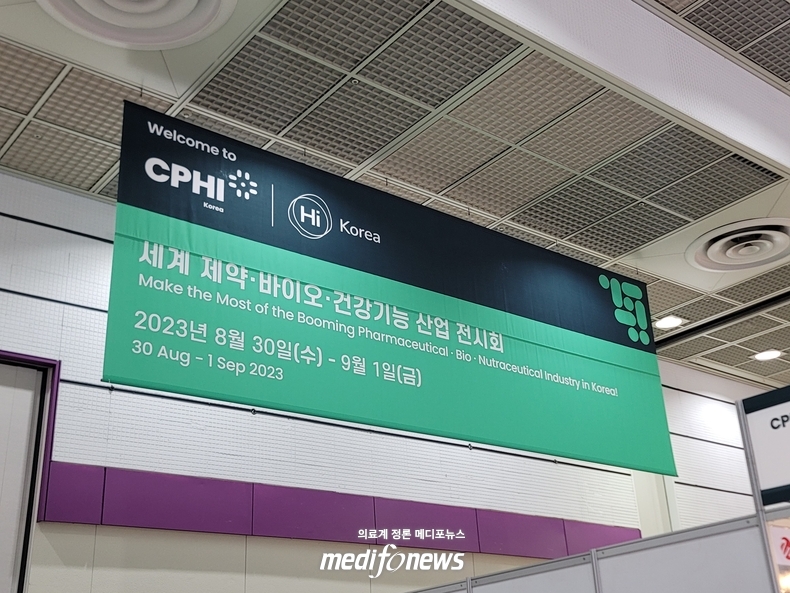 Welcome to
CPHI
Korea
Hi Korea
세계 제약·바이오·건강기능 산업 전시회
Make the Most of the Booming Pharmaceutical · Bio · Nutraceutical Industry in Korea!
2023년 8월 30일(수) - 9월 1일(금)
30 Aug – 1 Sep 2023
CP
의료계 정론 메디포뉴스
medifonews